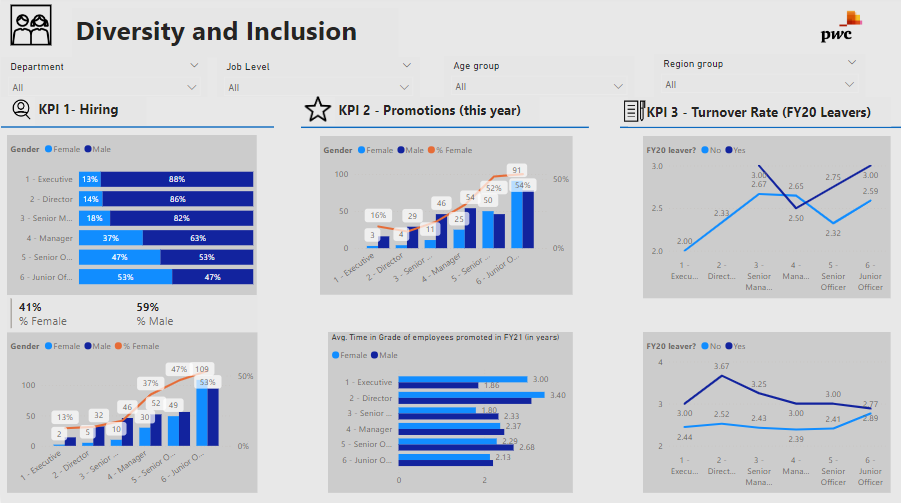 Diversity and Inclusion
pwc
Department
Job Level
Age group
Region group
All
All
All
All
KPI 1- Hiring
KPI 2 - Promotions (this year)
KPI 3 - Turnover Rate (FY20 Leavers)
Gender Female Male
1 - Executive 13% 88%
2 - Director 14% 86%
3 - Senior M... 18% 82%
4 - Manager 37% 63%
5 - Senior O... 47% 53%
6 - Junior Of... 53% 47%
41% 59%
% Female % Male
Gender Female Male % Female
100
50
0
50%
0%
13% 37% 47% 109
53%
2 32 5 46 10 30 52 49
1 - Executive
2 - Director
3 - Senior ...
4 - Manager
5 - Senior O...
6 - Junior O...
Gender Female Male % Female
100
50
0
50%
0%
16% 52% 91
54%
3 4 29 11 46 25 54 50
1 - Executive
2 - Director
3 - Senior ...
4 - Manager
5 - Senior...
6 - Junior O...
Avg. Time in Grade of employees promoted in FY21 (in years)
Female Male
1 - Executive 3.00
1.86
2 - Director 3.40
3 - Senior ... 1.80
2.33
4 - Manager 2.37
5 - Senior O... 2.29
2.68
6 - Junior O... 2.13
0 2
FY20 leaver? No Yes
3.0
2.5
2.0
3.00
2.67
2.65
2.75
3.00
2.59
2.33
2.50
2.32
2.00
1 - Execu...
2 - Direct...
3 - Senior Mana...
4 - Mana...
5 - Senior Officer
6 - Junior Officer
FY20 leaver? No Yes
4
3
2
3.67
3.25
3.00
3.00
3.00
2.77
2.89
2.44
2.52
2.43
2.39
2.41
1 - Execu...
2 - Direct...
3 - Senior Mana...
4 - Mana...
5 - Senior Officer
6 - Junior Officer